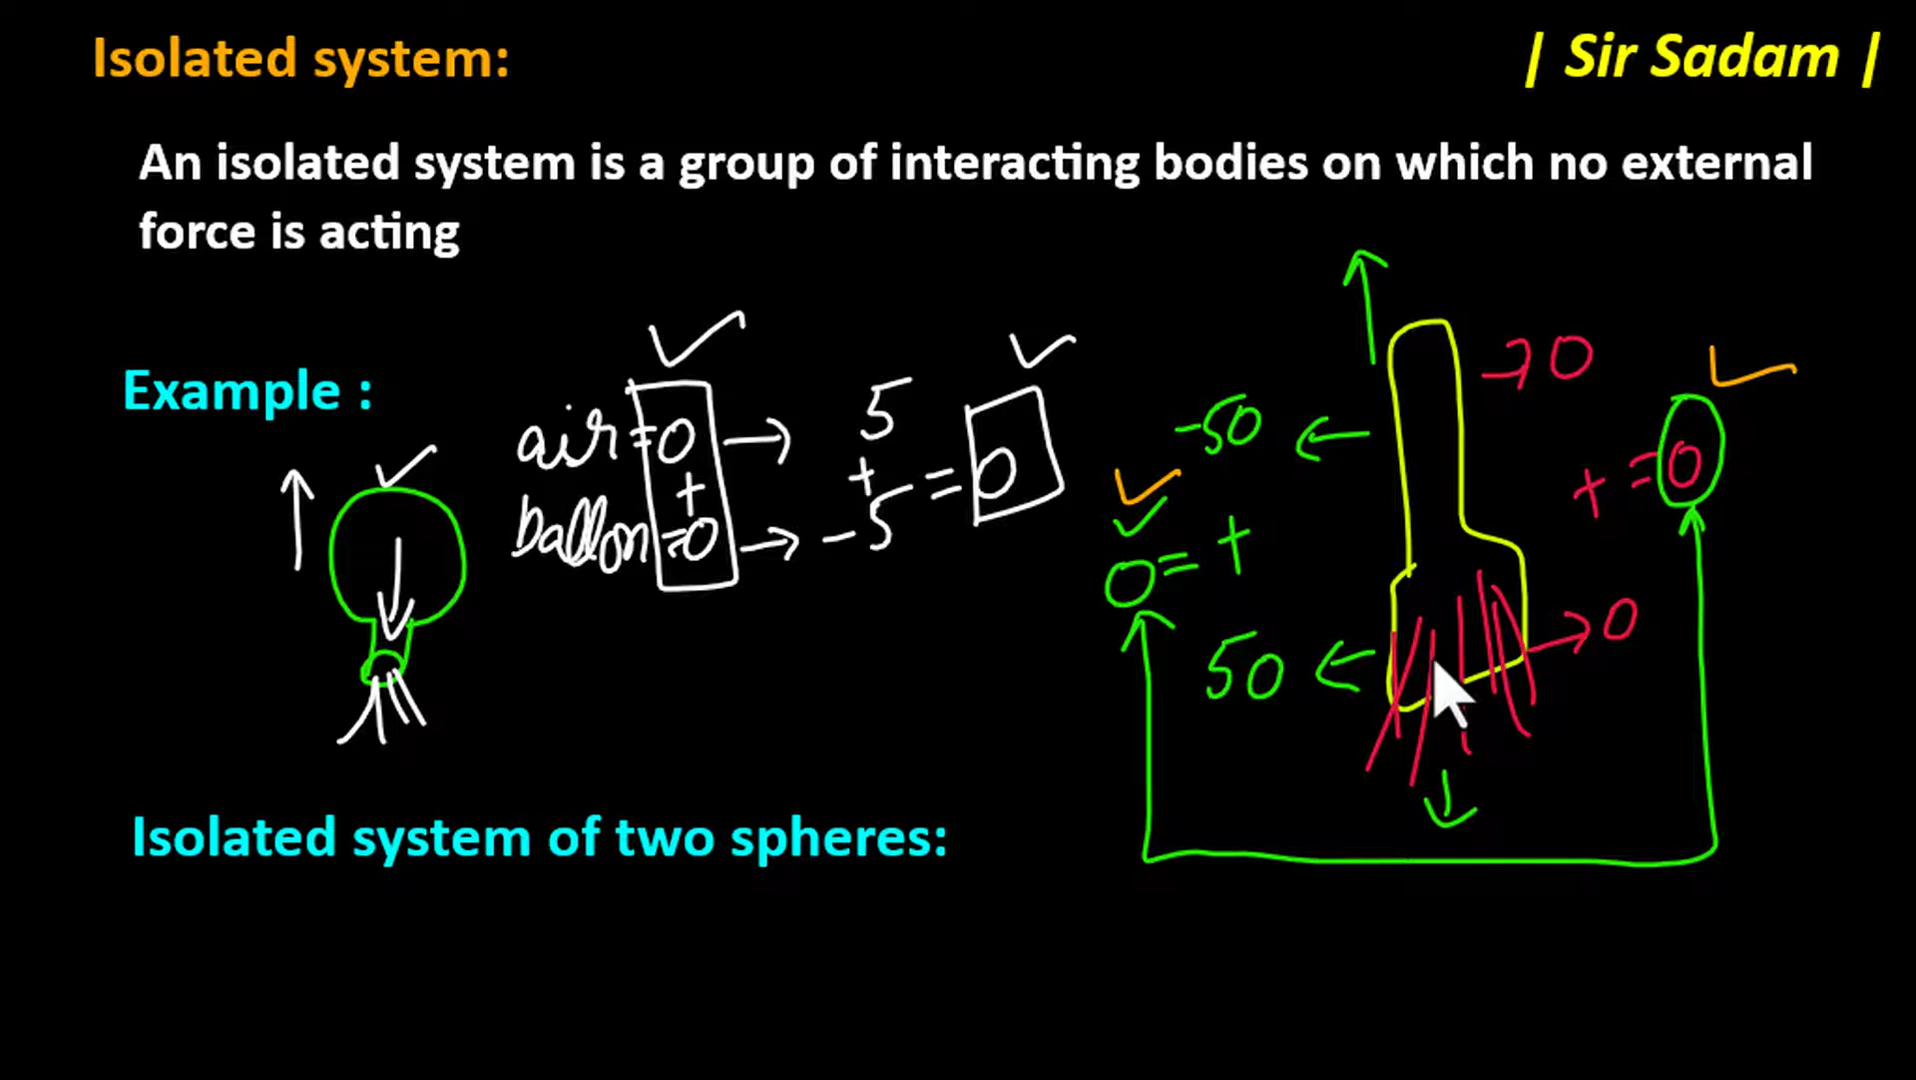 Isolated system:
| Sir Sadam |
An isolated system is a group of interacting bodies on which no external
force is acting
Example :
air = 0 → 5
+ + = 0
ballon = 0 → -5
→ 0
-50 ←
+ = 0
0 = +
50 ←
→ 0
Isolated system of two spheres: